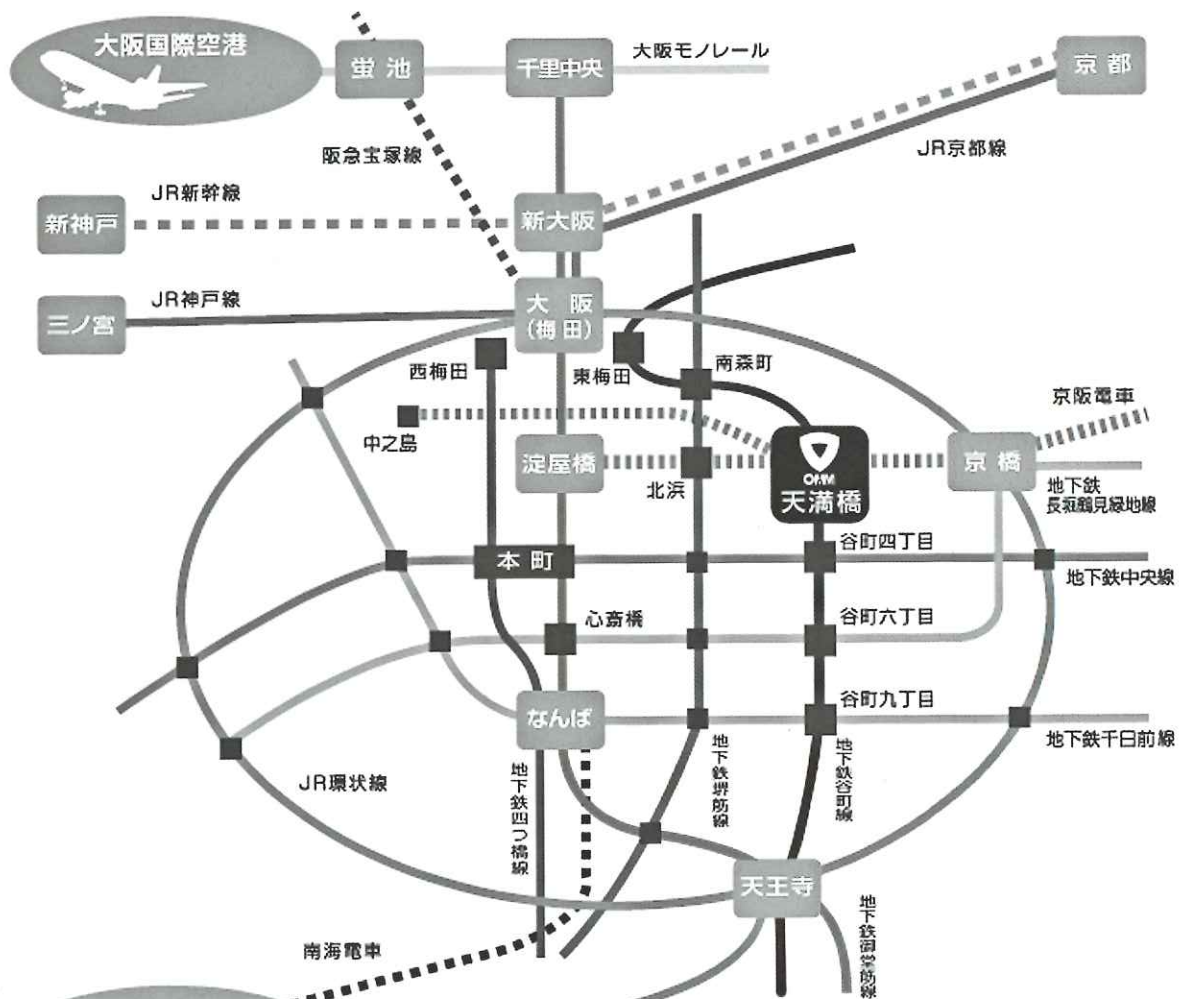 大阪国際空港
蛍池
千里中央
大阪モノレール
京都
阪急宝塚線
JR京都線
JR新幹線
新神戸
新大阪
JR神戸線
三ノ宮
大阪
(梅田)
西梅田
東梅田
南森町
京阪電車
中之島
淀屋橋
北浜
OMM
天満橋
京橋
地下鉄
長堀鶴見緑地線
本町
谷町四丁目
地下鉄中央線
心斎橋
谷町六丁目
なんば
谷町九丁目
地下鉄千日前線
JR環状線
地下鉄四つ橋線
地下鉄堺筋線
地下鉄谷町線
天王寺
地下鉄御堂筋線
南海電車